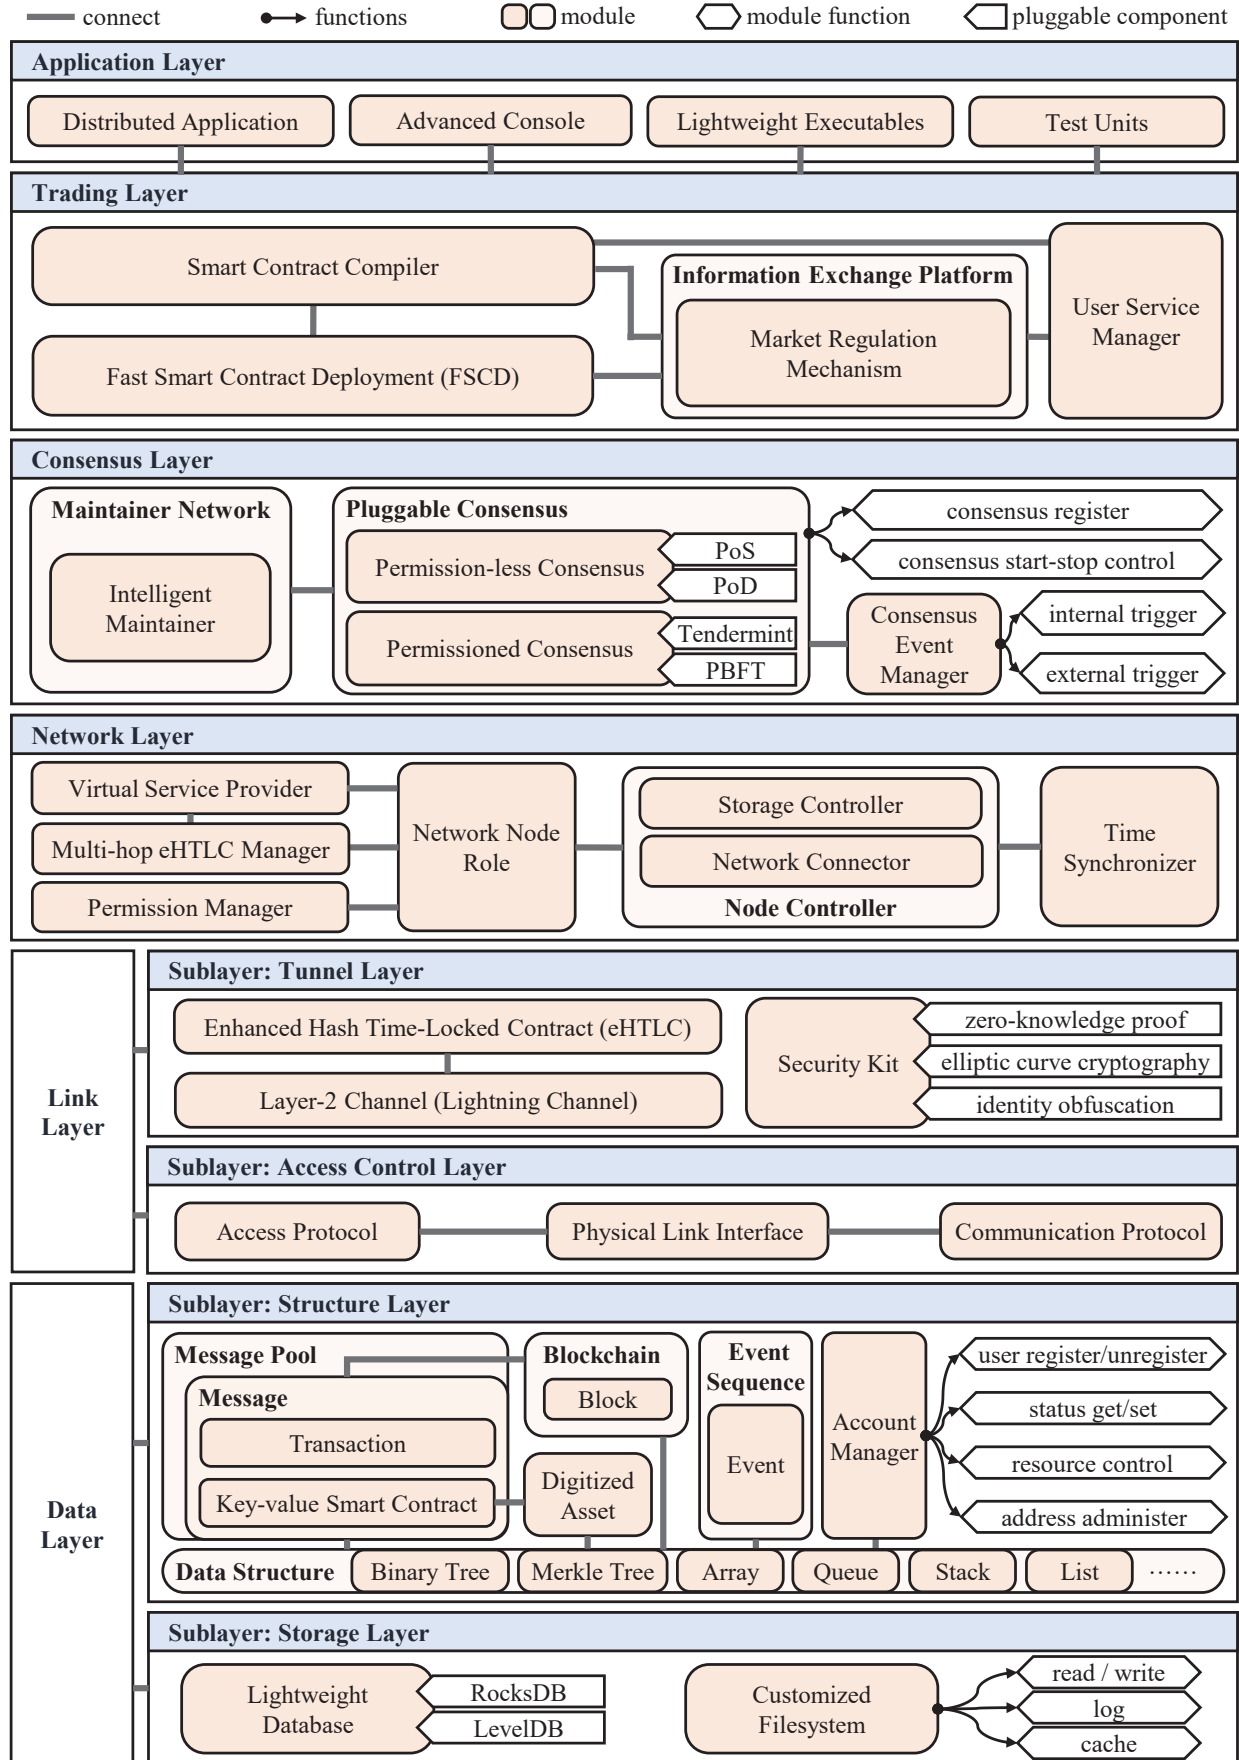 connect
functions
module
module function
pluggable component
Application Layer
Distributed Application
Advanced Console
Lightweight Executables
Test Units
Trading Layer
Smart Contract Compiler
Fast Smart Contract Deployment (FSCD)
Information Exchange Platform
Market Regulation
Mechanism
User Service
Manager
Consensus Layer
Maintainer Network
Intelligent
Maintainer
Pluggable Consensus
Permission-less Consensus
PoS
PoD
Permissioned Consensus
Tendermint
PBFT
consensus register
consensus start-stop control
Consensus
Event
Manager
internal trigger
external trigger
Network Layer
Virtual Service Provider
Multi-hop eHTLC Manager
Permission Manager
Network Node
Role
Storage Controller
Network Connector
Node Controller
Time
Synchronizer
Link
Layer
Sublayer: Tunnel Layer
Enhanced Hash Time-Locked Contract (eHTLC)
Layer-2 Channel (Lightning Channel)
Security Kit
zero-knowledge proof
elliptic curve cryptography
identity obfuscation
Sublayer: Access Control Layer
Access Protocol
Physical Link Interface
Communication Protocol
Data
Layer
Sublayer: Structure Layer
Message Pool
Message
Transaction
Key-value Smart Contract
Blockchain
Block
Digitized
Asset
Event
Sequence
Event
Account
Manager
user register/unregister
status get/set
resource control
address administer
Data Structure
Binary Tree
Merkle Tree
Array
Queue
Stack
List
······
Sublayer: Storage Layer
Lightweight
Database
RocksDB
LevelDB
Customized
Filesystem
read / write
log
cache